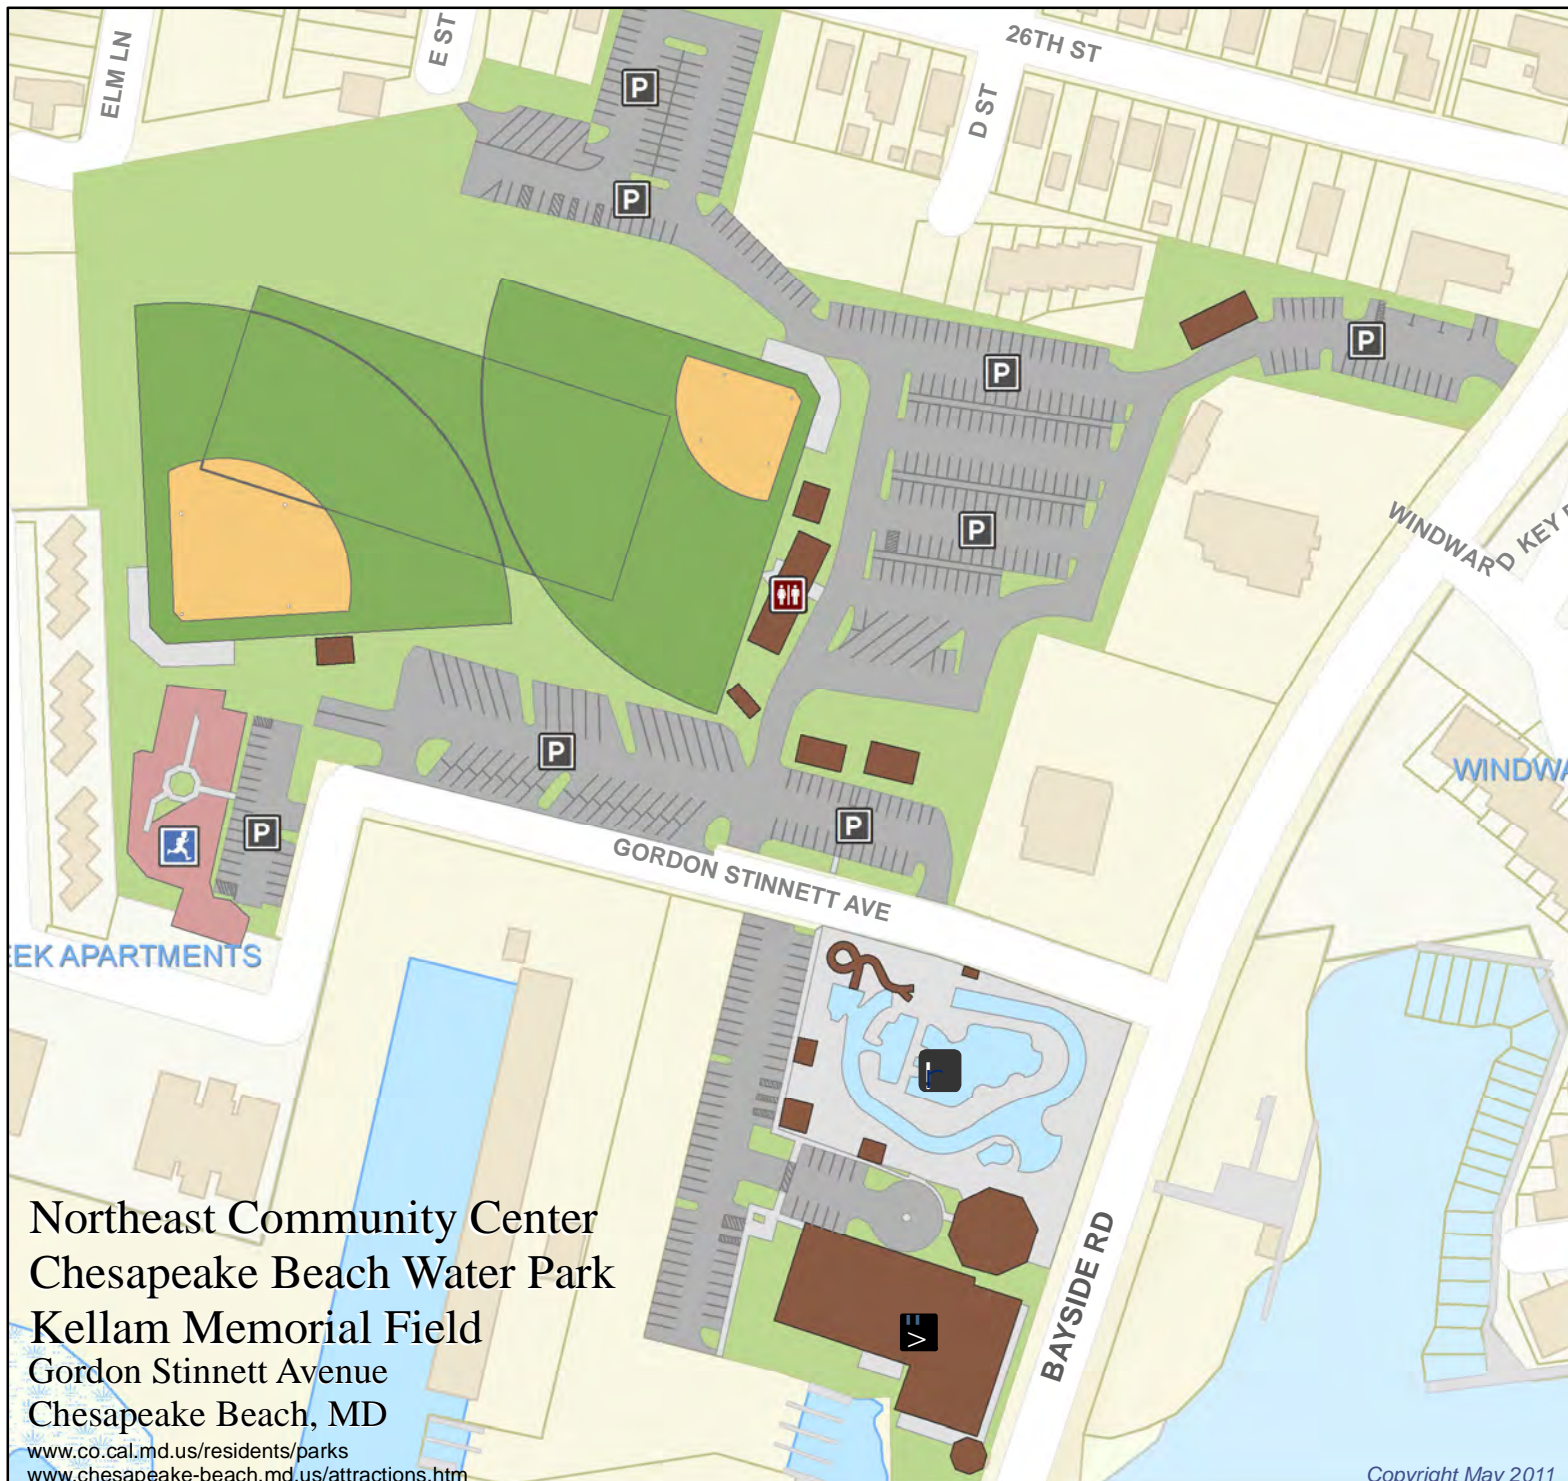 ELM LN
E ST
26TH ST
D ST
P
P
P
P
P
WINDWARD KEY
WINDWA
P
P
P
GORDON STINNETT AVE
EEK APARTMENTS
BAYSIDE RD
Northeast Community Center
Chesapeake Beach Water Park
Kellam Memorial Field
Gordon Stinnett Avenue
Chesapeake Beach, MD
www.co.cal.md.us/residents/parks
www.chesapeake-beach.md.us/attractions.htm
Copyright May 2011